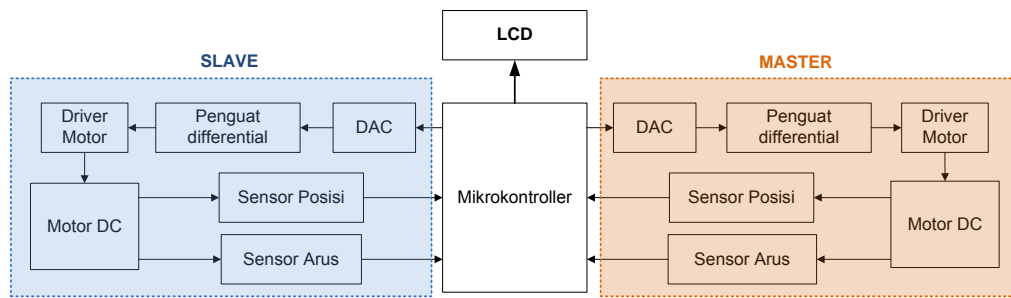 LCD
SLAVE
MASTER
Driver
Motor
Penguat
differential
DAC
Motor DC
Sensor Posisi
Sensor Arus
Mikrokontroller
DAC
Penguat
differential
Driver
Motor
Sensor Posisi
Sensor Arus
Motor DC